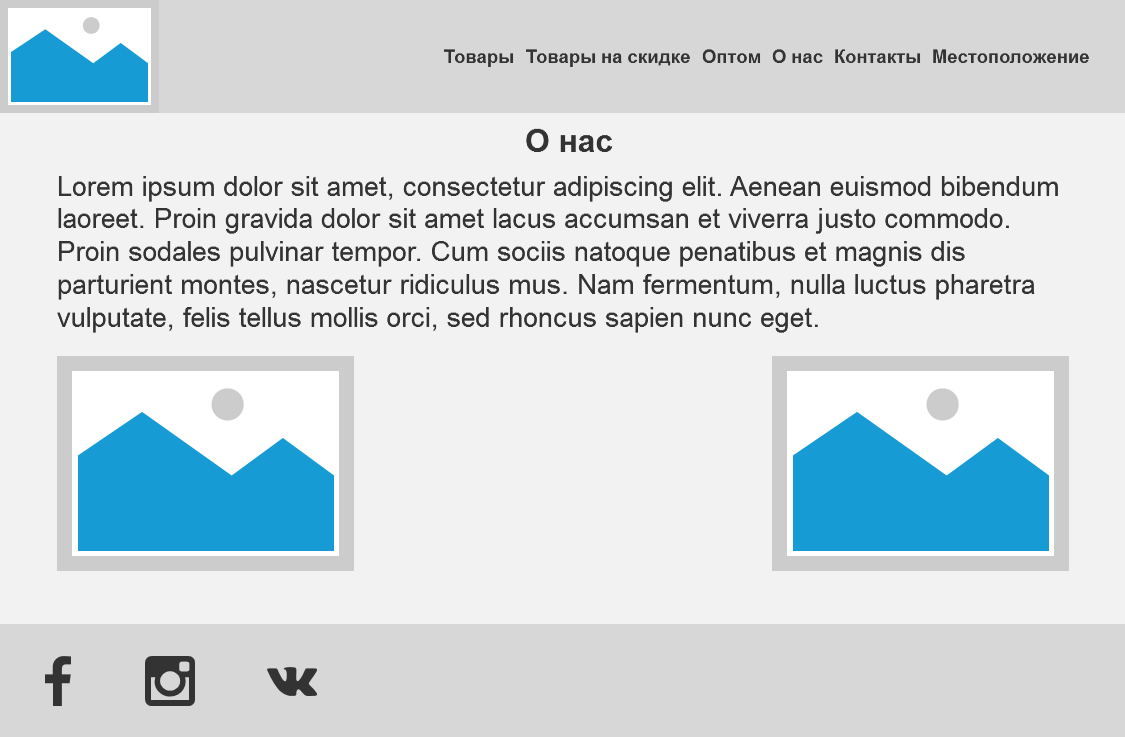 Товары Товары на скидке Оптом О нас Контакты Местоположение
О нас
Lorem ipsum dolor sit amet, consectetur adipiscing elit. Aenean euismod bibendum
laoreet. Proin gravida dolor sit amet lacus accumsan et viverra justo commodo.
Proin sodales pulvinar tempor. Cum sociis natoque penatibus et magnis dis
parturient montes, nascetur ridiculus mus. Nam fermentum, nulla luctus pharetra
vulputate, felis tellus mollis orci, sed rhoncus sapien nunc eget.